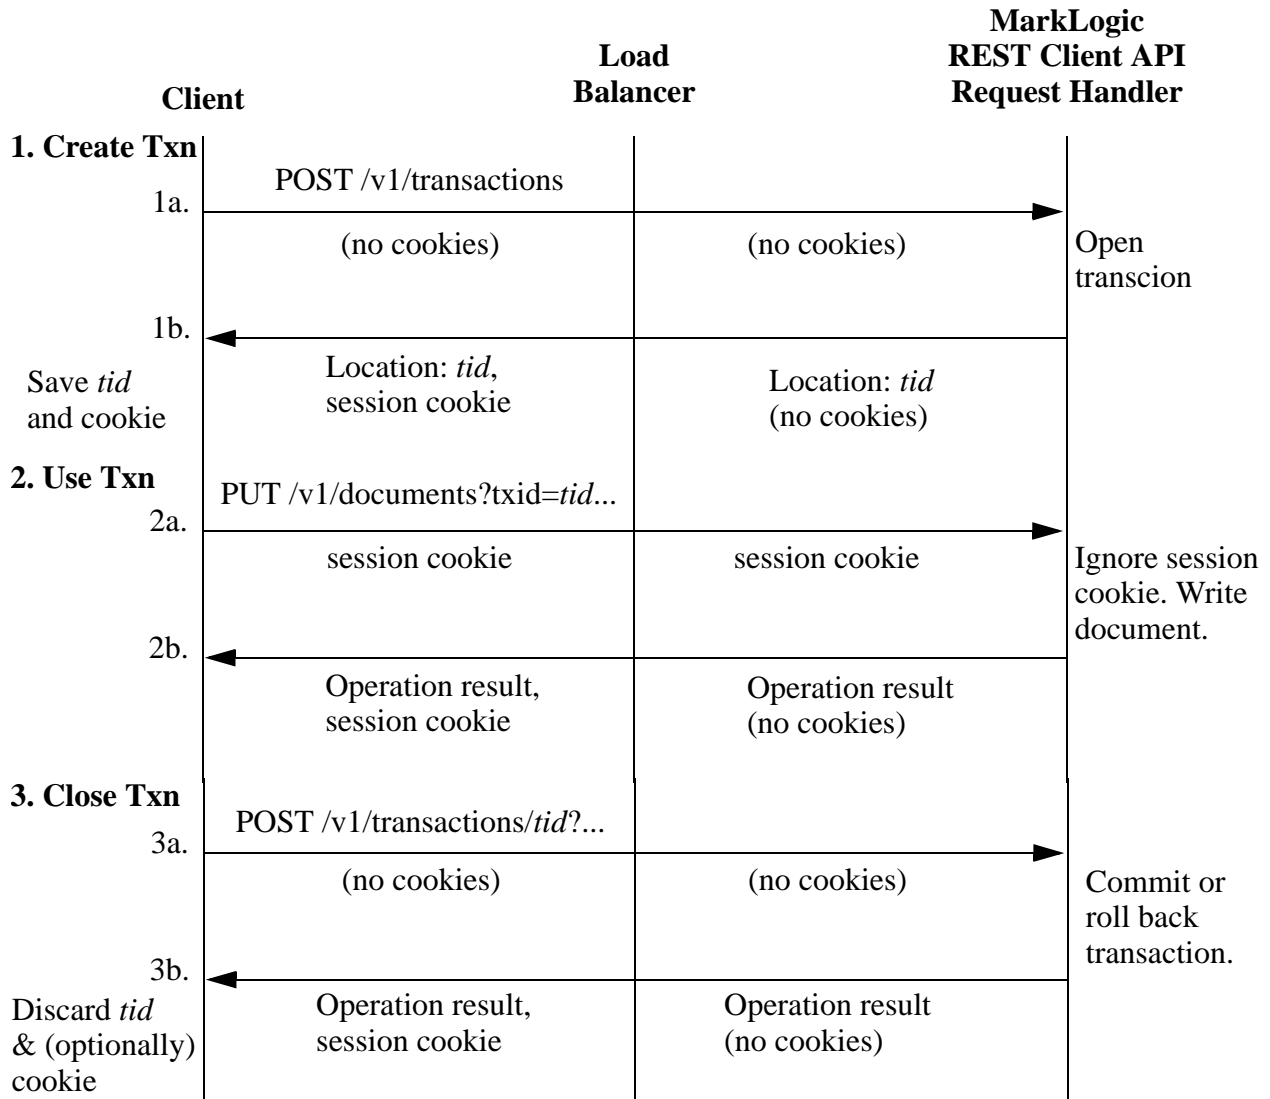 MarkLogic
REST Client API
Request Handler
Load
Balancer
Client
1. Create Txn
POST /v1/transactions
1a.
(no cookies)
(no cookies)
Open
transcion
1b.
Location: tid,
session cookie
Location: tid
(no cookies)
Save tid
and cookie
2. Use Txn
PUT /v1/documents?txid=tid...
2a.
session cookie
session cookie
Ignore session
cookie. Write
document.
2b.
Operation result,
session cookie
Operation result
(no cookies)
3. Close Txn
POST /v1/transactions/tid?...
3a.
(no cookies)
(no cookies)
Commit or
roll back
transaction.
3b.
Operation result,
session cookie
Operation result
(no cookies)
Discard tid
& (optionally)
cookie